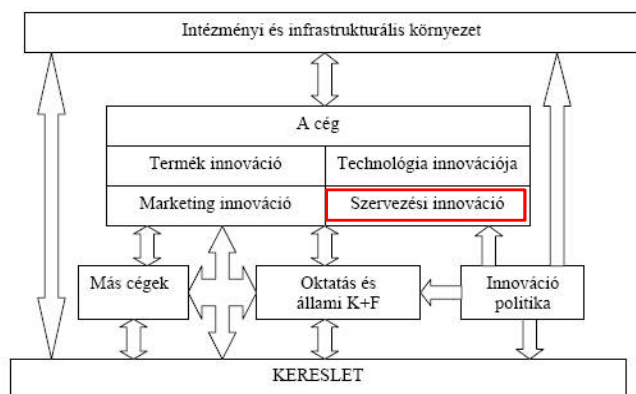 Intézményi és infrastrukturális környezet
A cég
Termék innováció
Technológia innovációja
Marketing innováció
Szervezési innováció
Más cégek
Oktatás és
állami K+F
Innováció
politika
KERESLET